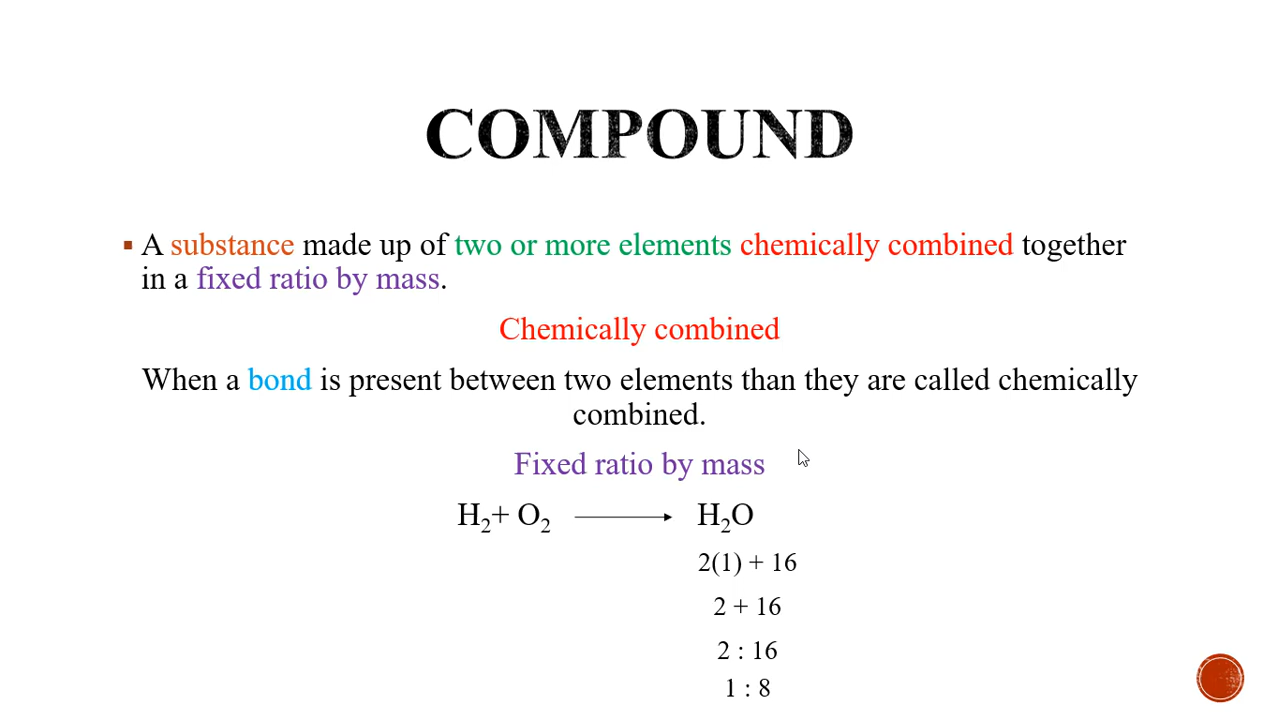 COMPOUND
▪ A substance made up of two or more elements chemically combined together
in a fixed ratio by mass.
Chemically combined
When a bond is present between two elements than they are called chemically
combined.
Fixed ratio by mass
H₂+ O₂ ⟶ H₂O
2(1) + 16
2 + 16
2 : 16
1 : 8